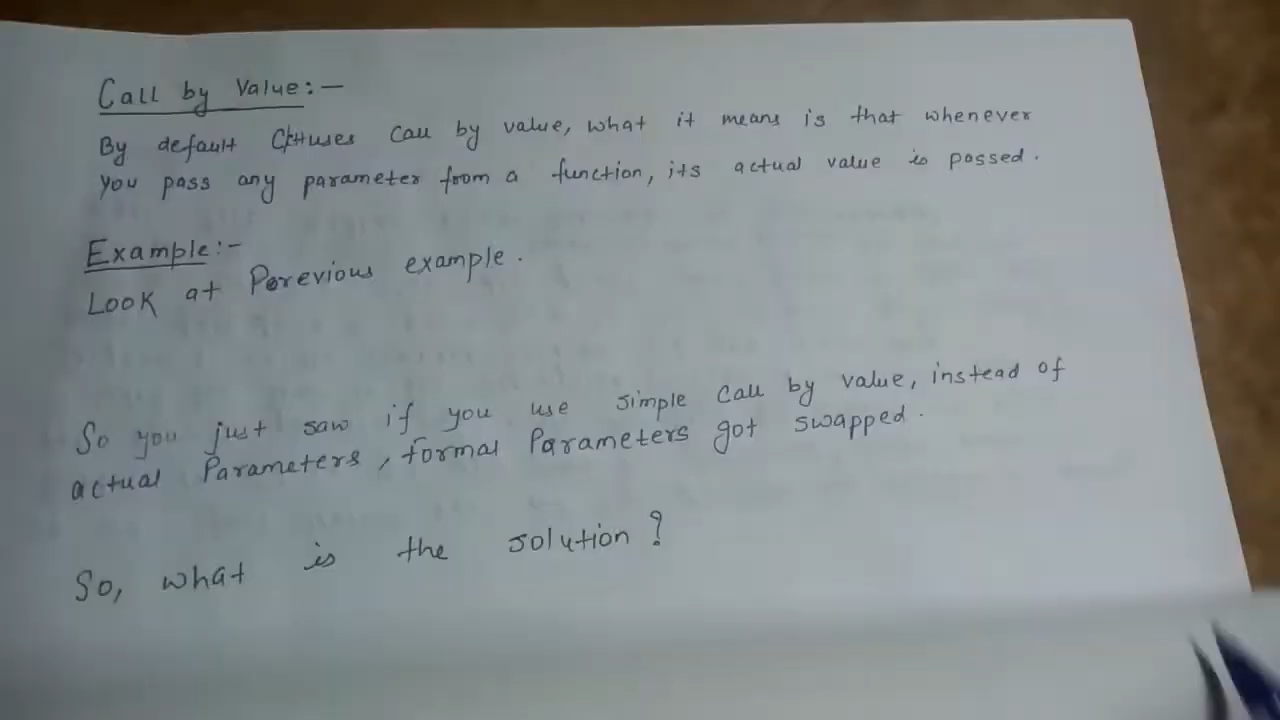 Call by Value:-
By default C++ uses call by value, what it means is that whenever
you pass any parameter from a function, its actual value is passed.
Example:-
Look at Perevious example.
So you just saw if you use simple call by value, instead of
actual Parameters, formal Parameters got swapped.
So, what is the solution?